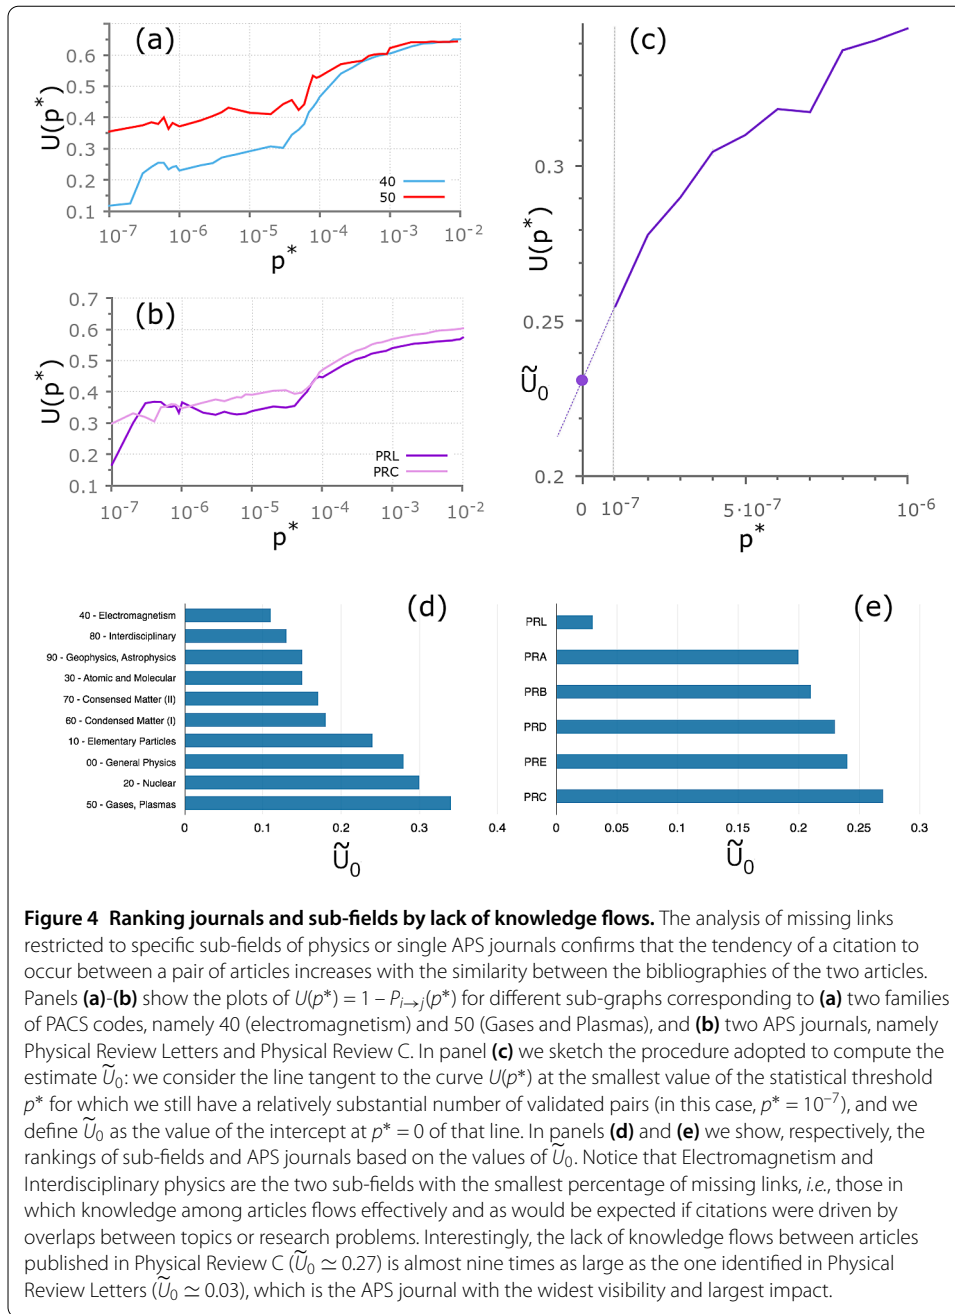 (a)
U(p*)
0.6
0.5
0.4
0.3
0.2
0.1
40
50
10⁻⁷ 10⁻⁶ 10⁻⁵ 10⁻⁴ 10⁻³ 10⁻²
p*
(b)
U(p*)
0.7
0.6
0.5
0.4
0.3
0.2
0.1
PRL
PRC
10⁻⁷ 10⁻⁶ 10⁻⁵ 10⁻⁴ 10⁻³ 10⁻²
p*
(c)
U(p*)
0.3
0.25
Ũ₀
0.2
0 10⁻⁷ 5·10⁻⁷ 10⁻⁶
p*
(d)
40 - Electromagnetism
80 - Interdisciplinary
90 - Geophysics, Astrophysics
30 - Atomic and Molecular
70 - Consensed Matter (II)
60 - Condensed Matter (I)
10 - Elementary Particles
00 - General Physics
20 - Nuclear
50 - Gases, Plasmas
0 0.1 0.2 0.3 0.4
Ũ₀
(e)
PRL
PRA
PRB
PRD
PRE
PRC
0 0.05 0.1 0.15 0.2 0.25 0.3
Ũ₀
Figure 4 Ranking journals and sub-fields by lack of knowledge flows. The analysis of missing links
restricted to specific sub-fields of physics or single APS journals confirms that the tendency of a citation to
occur between a pair of articles increases with the similarity between the bibliographies of the two articles.
Panels (a)-(b) show the plots of U(p*) = 1 – Pᵢ→ⱼ(p*) for different sub-graphs corresponding to (a) two families
of PACS codes, namely 40 (electromagnetism) and 50 (Gases and Plasmas), and (b) two APS journals, namely
Physical Review Letters and Physical Review C. In panel (c) we sketch the procedure adopted to compute the
estimate Ũ₀: we consider the line tangent to the curve U(p*) at the smallest value of the statistical threshold
p* for which we still have a relatively substantial number of validated pairs (in this case, p* = 10⁻⁷), and we
define Ũ₀ as the value of the intercept at p* = 0 of that line. In panels (d) and (e) we show, respectively, the
rankings of sub-fields and APS journals based on the values of Ũ₀. Notice that Electromagnetism and
Interdisciplinary physics are the two sub-fields with the smallest percentage of missing links, i.e., those in
which knowledge among articles flows effectively and as would be expected if citations were driven by
overlaps between topics or research problems. Interestingly, the lack of knowledge flows between articles
published in Physical Review C (Ũ₀ ≃ 0.27) is almost nine times as large as the one identified in Physical
Review Letters (Ũ₀ ≃ 0.03), which is the APS journal with the widest visibility and largest impact.